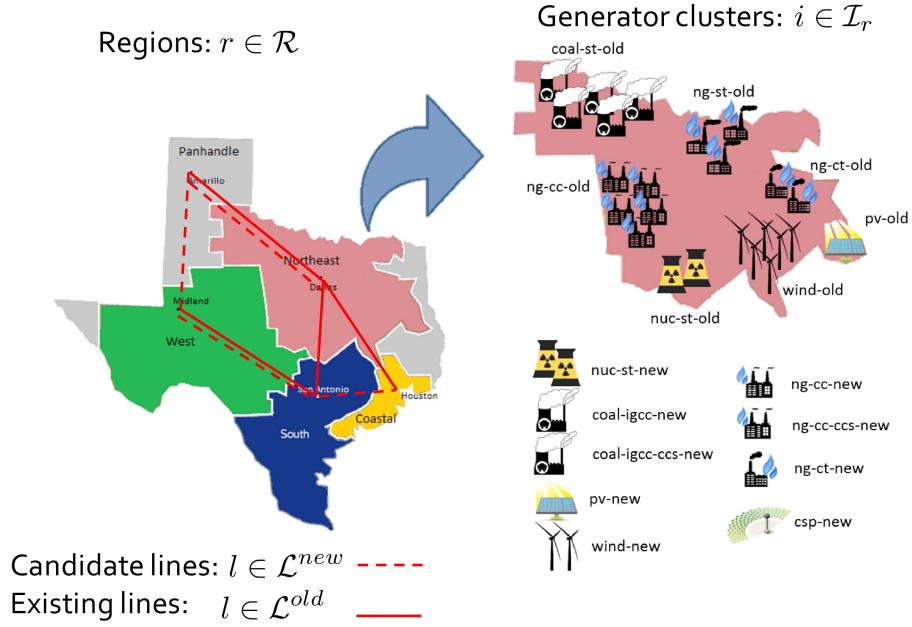 Regions: r ∈ R
Generator clusters: i ∈ I_r
coal-st-old
ng-st-old
ng-ct-old
ng-cc-old
pv-old
wind-old
nuc-st-old
Panhandle
Amarillo
Northeast
Dallas
Midland
West
San Antonio
Houston
Coastal
South
nuc-st-new
coal-igcc-new
coal-igcc-ccs-new
pv-new
wind-new
ng-cc-new
ng-cc-ccs-new
ng-ct-new
csp-new
Candidate lines: l ∈ L^new
Existing lines: l ∈ L^old